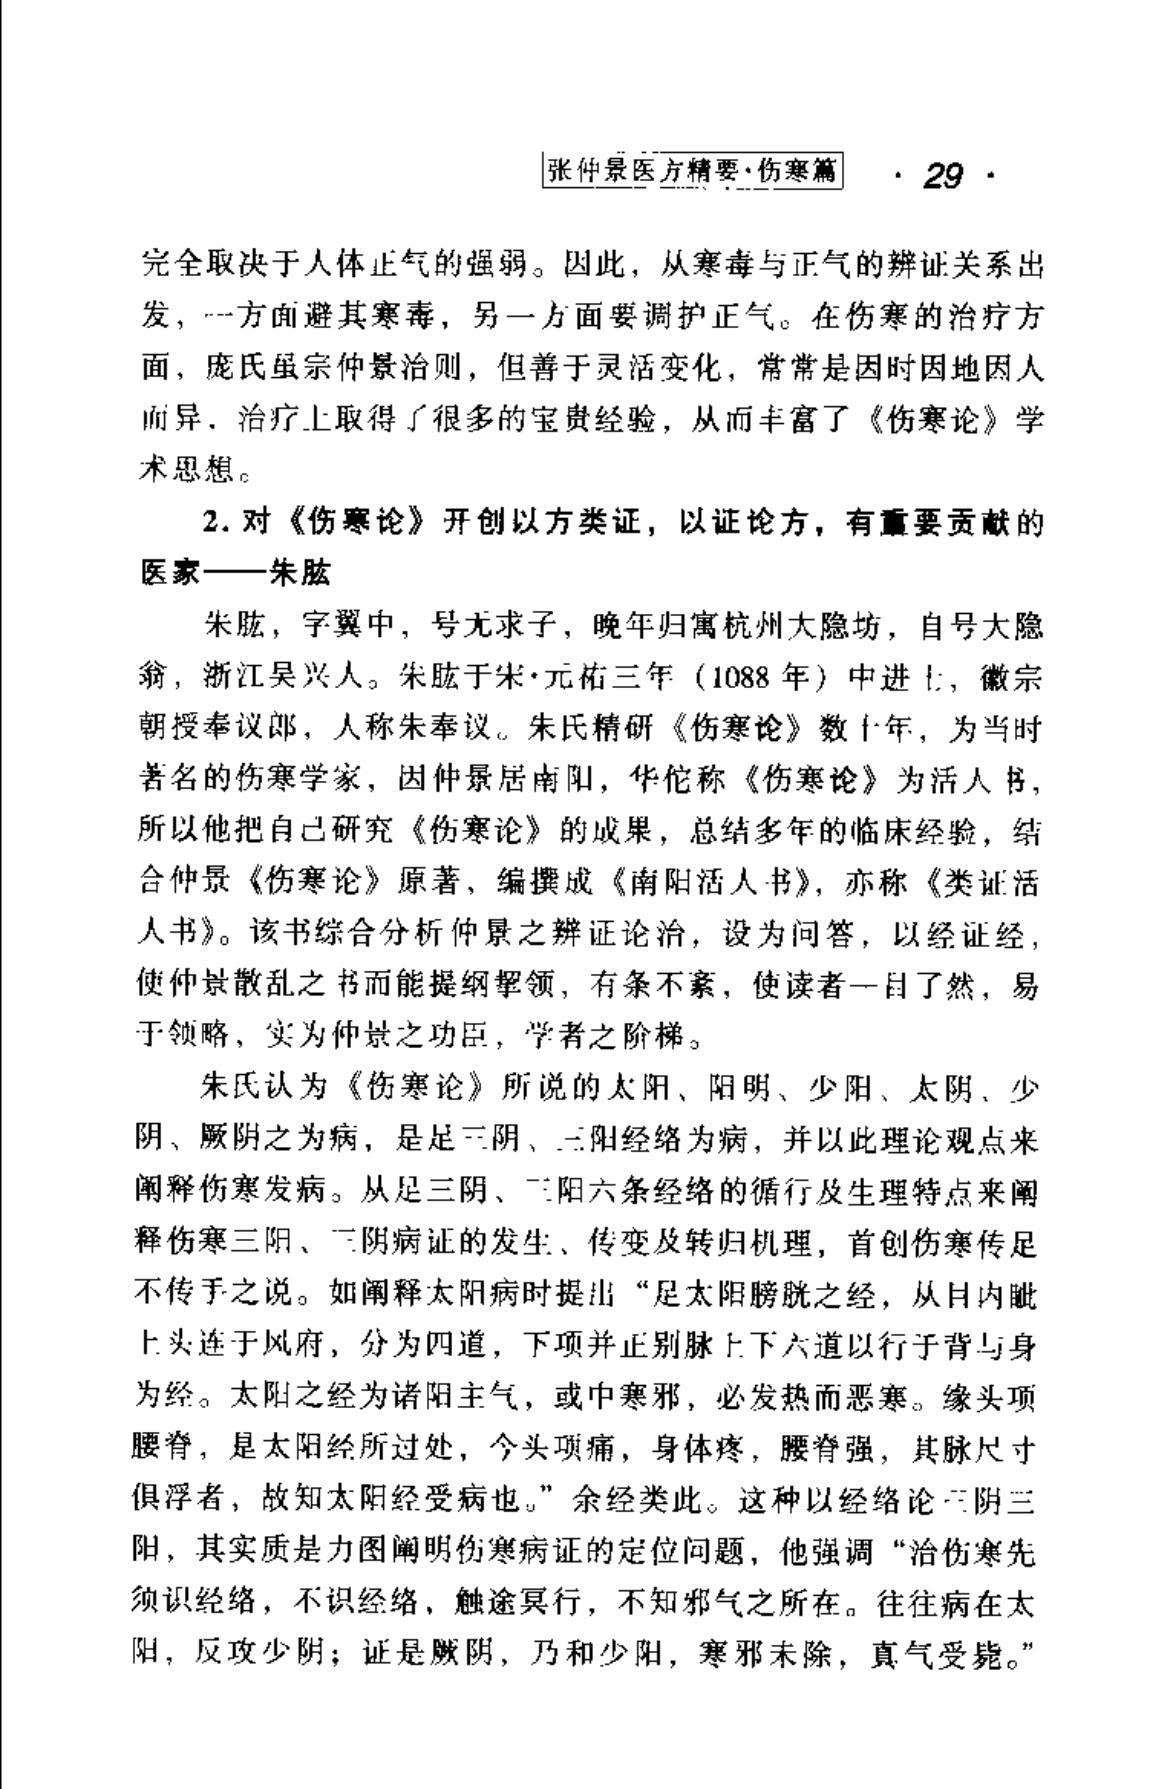 张仲景医方精要·伤寒篇 · 29 ·
完全取决于人体正气的强弱。因此，从寒毒与正气的辨证关系出
发，一方面避其寒毒，另一方面要调护正气。在伤寒的治疗方
面，庞氏虽宗仲景治则，但善于灵活变化，常常是因时因地因人
而异，治疗上取得了很多的宝贵经验，从而丰富了《伤寒论》学
术思想。
2. 对《伤寒论》开创以方类证，以证论方，有重要贡献的
医家——朱肱
朱肱，字翼中，号无求子，晚年归寓杭州大隐坊，自号大隐
翁，浙江吴兴人。朱肱于宋·元祐三年（1088 年）中进士，徽宗
朝授奉议郎，人称朱奉议。朱氏精研《伤寒论》数十年，为当时
著名的伤寒学家，因仲景居南阳，华佗称《伤寒论》为活人书，
所以他把自己研究《伤寒论》的成果，总结多年的临床经验，结
合仲景《伤寒论》原著，编撰成《南阳活人书》，亦称《类证活
人书》。该书综合分析仲景之辨证论治，设为问答，以经证经，
使仲景散乱之书而能提纲挈领，有条不紊，使读者一目了然，易
于领略，实为仲景之功臣，学者之阶梯。
朱氏认为《伤寒论》所说的太阳、阳明、少阳、太阴、少
阴、厥阴之为病，是足三阴、三阳经络为病，并以此理论观点来
阐释伤寒发病。从足三阴、三阳六条经络的循行及生理特点来阐
释伤寒三阳、三阴病证的发生、传变及转归机理，首创伤寒传足
不传手之说。如阐释太阳病时提出“足太阳膀胱之经，从目内眦
上头连于风府，分为四道，下项并正别脉上下六道以行于背与身
为经。太阳之经为诸阳主气，或中寒邪，必发热而恶寒。缘头项
腰脊，是太阳经所过处，今头项痛，身体疼，腰脊强，其脉尺寸
俱浮者，故知太阳经受病也。”余经类此。这种以经络论三阴三
阳，其实质是力图阐明伤寒病证的定位问题，他强调“治伤寒先
须识经络，不识经络，触途冥行，不知邪气之所在。往往病在太
阳，反攻少阴；证是厥阴，乃和少阳，寒邪未除，真气受毙。”